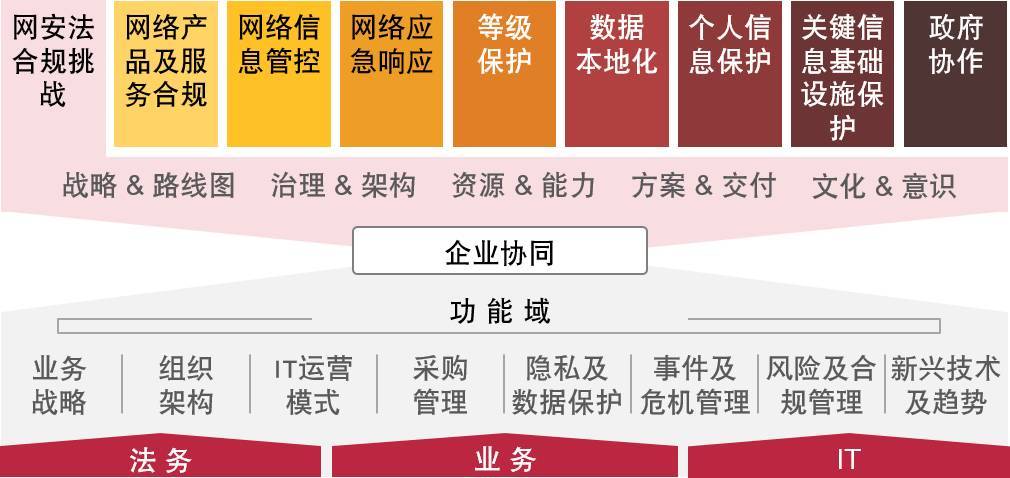 网安法
合规挑
战
网络产
品及服
务合规
网络信
息管控
网络应
急响应
等级
保护
数据
本地化
个人信
息保护
关键信
息基础
设施保
护
政府
协作
战略 & 路线图
治理 & 架构
资源 & 能力
方案 & 交付
文化 & 意识
企业协同
功 能 域
业务
战略
组织
架构
IT运营
模式
采购
管理
隐私及
数据保护
事件及
危机管理
风险及合
规管理
新兴技术
及趋势
法 务
业 务
IT